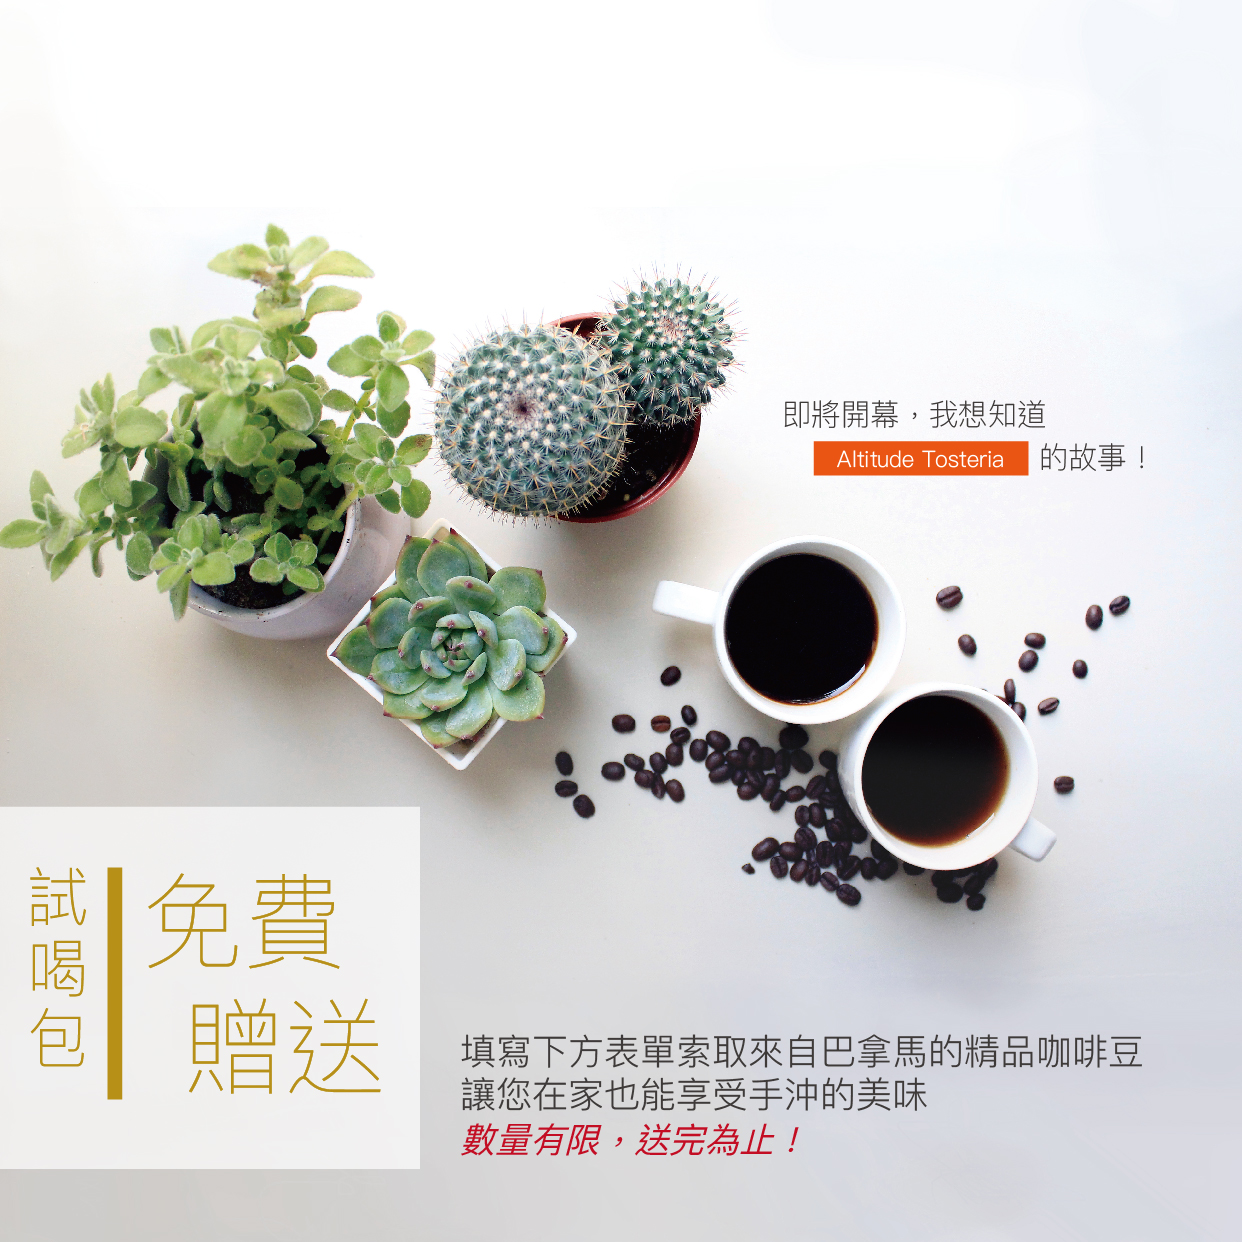 即將開幕，我想知道
Altitude Tosteria 的故事！
試喝包
免費
贈送
填寫下方表單索取來自巴拿馬的精品咖啡豆
讓您在家也能享受手沖的美味
數量有限，送完為止！